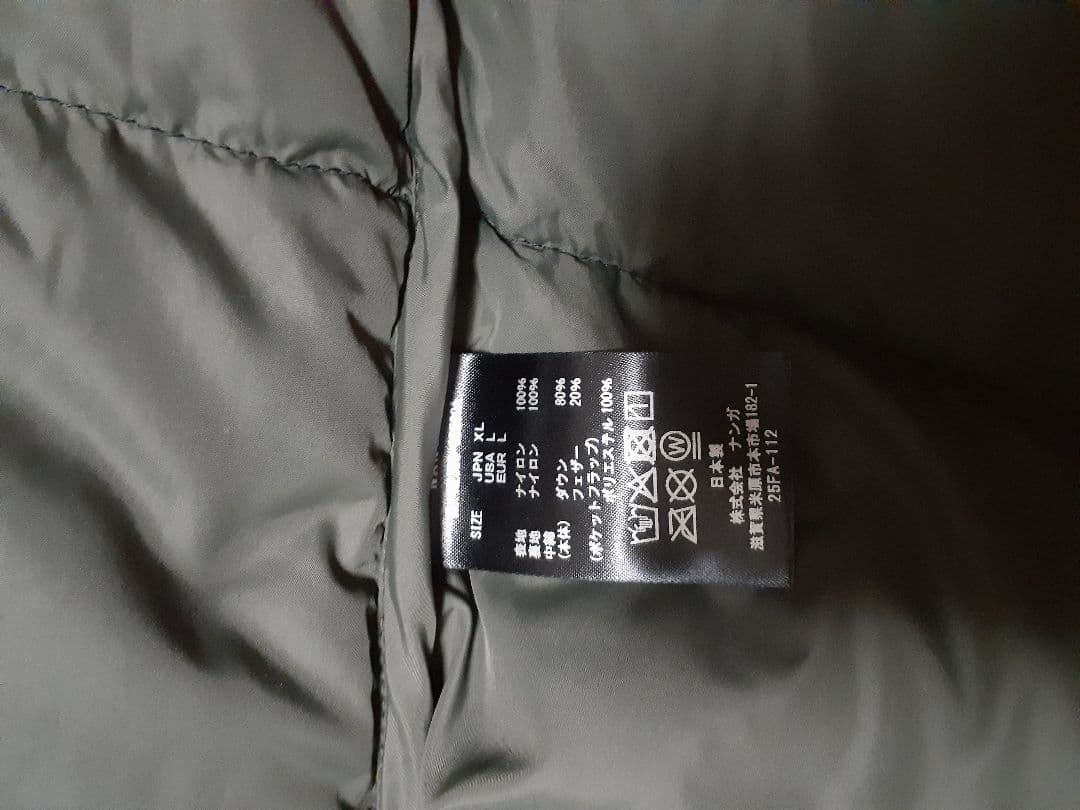 SIZE JPN XL
USA L
EUR L
表地 ナイロン 100%
裏地 ナイロン 100%
中綿
(本体) ダウン 80%
フェザー 20%
(ポケットフラップ)
ポリエステル 100%
W
日本製
株式会社 ナンガ
滋賀県米原市本市場182-1
25FA-112